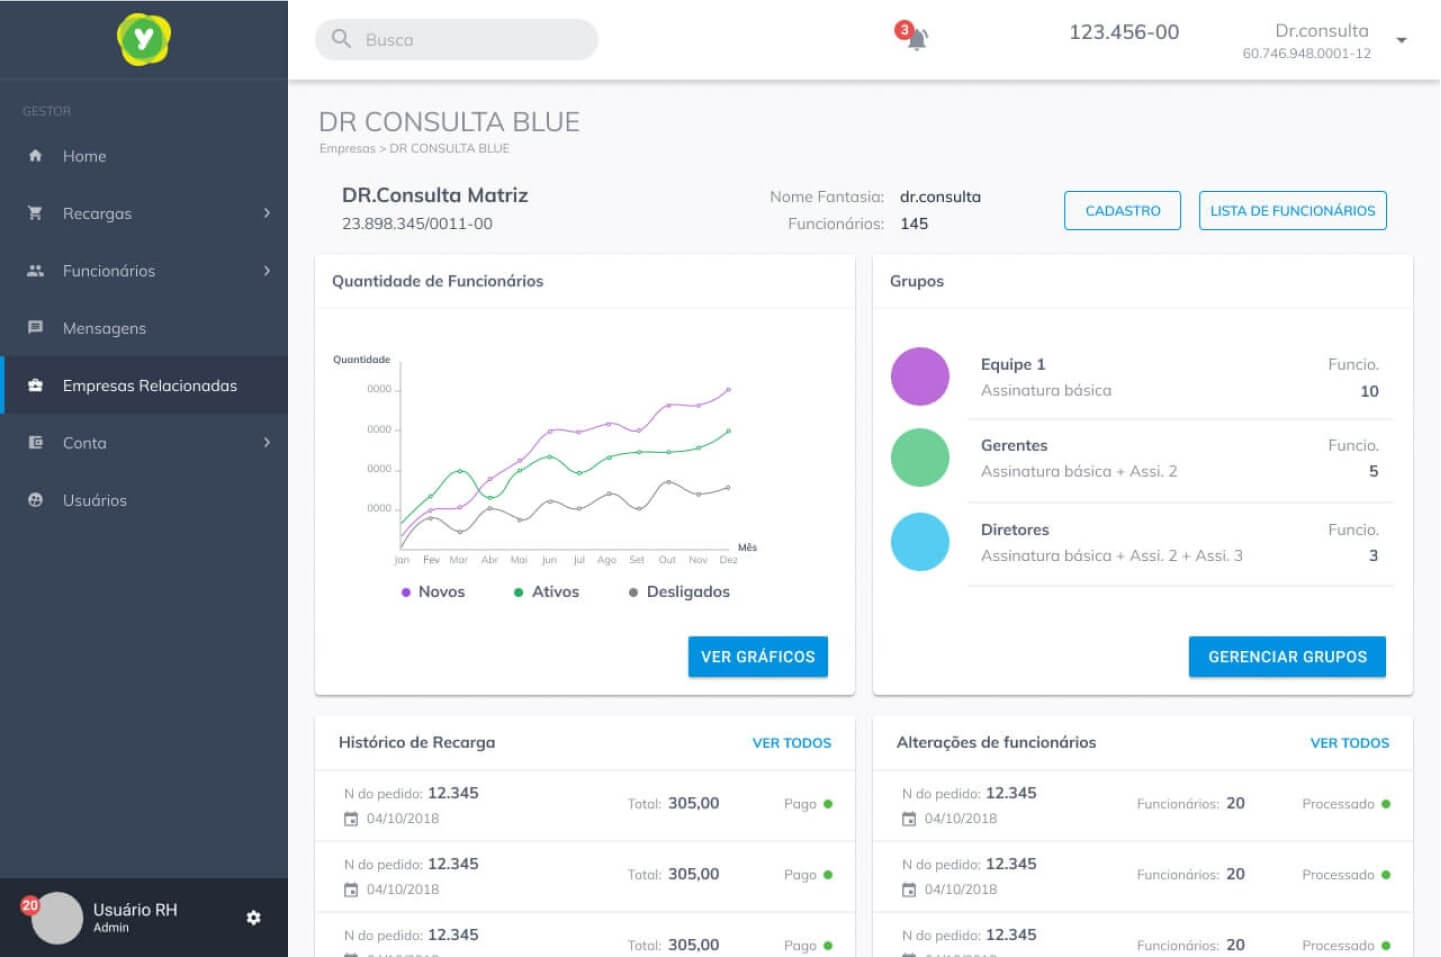 y
Busca
3
123.456-00
Dr.consulta
60.746.948.0001-12
GESTOR
Home
Recargas
Funcionários
Mensagens
Empresas Relacionadas
Conta
Usuários
20
Usuário RH
Admin
DR CONSULTA BLUE
Empresas > DR CONSULTA BLUE
DR.Consulta Matriz
23.898.345/0011-00
Nome Fantasia: dr.consulta
Funcionários: 145
CADASTRO
LISTA DE FUNCIONÁRIOS
Quantidade de Funcionários
Quantidade
0000
0000
0000
0000
Mês
Jan Fev Mar Abr Mai Jun Jul Ago Set Out Nov Dez
Novos Ativos Desligados
VER GRÁFICOS
Grupos
Equipe 1 Funcio.
Assinatura básica 10
Gerentes Funcio.
Assinatura básica + Assi. 2 5
Diretores Funcio.
Assinatura básica + Assi. 2 + Assi. 3 3
GERENCIAR GRUPOS
Histórico de Recarga VER TODOS
N do pedido: 12.345
Total: 305,00 Pago
04/10/2018
N do pedido: 12.345
Total: 305,00 Pago
04/10/2018
N do pedido: 12.345
Total: 305,00 Pago
04/10/2018
Alterações de funcionários VER TODOS
N do pedido: 12.345
Funcionários: 20 Processado
04/10/2018
N do pedido: 12.345
Funcionários: 20 Processado
04/10/2018
N do pedido: 12.345
Funcionários: 20 Processado
04/10/2018